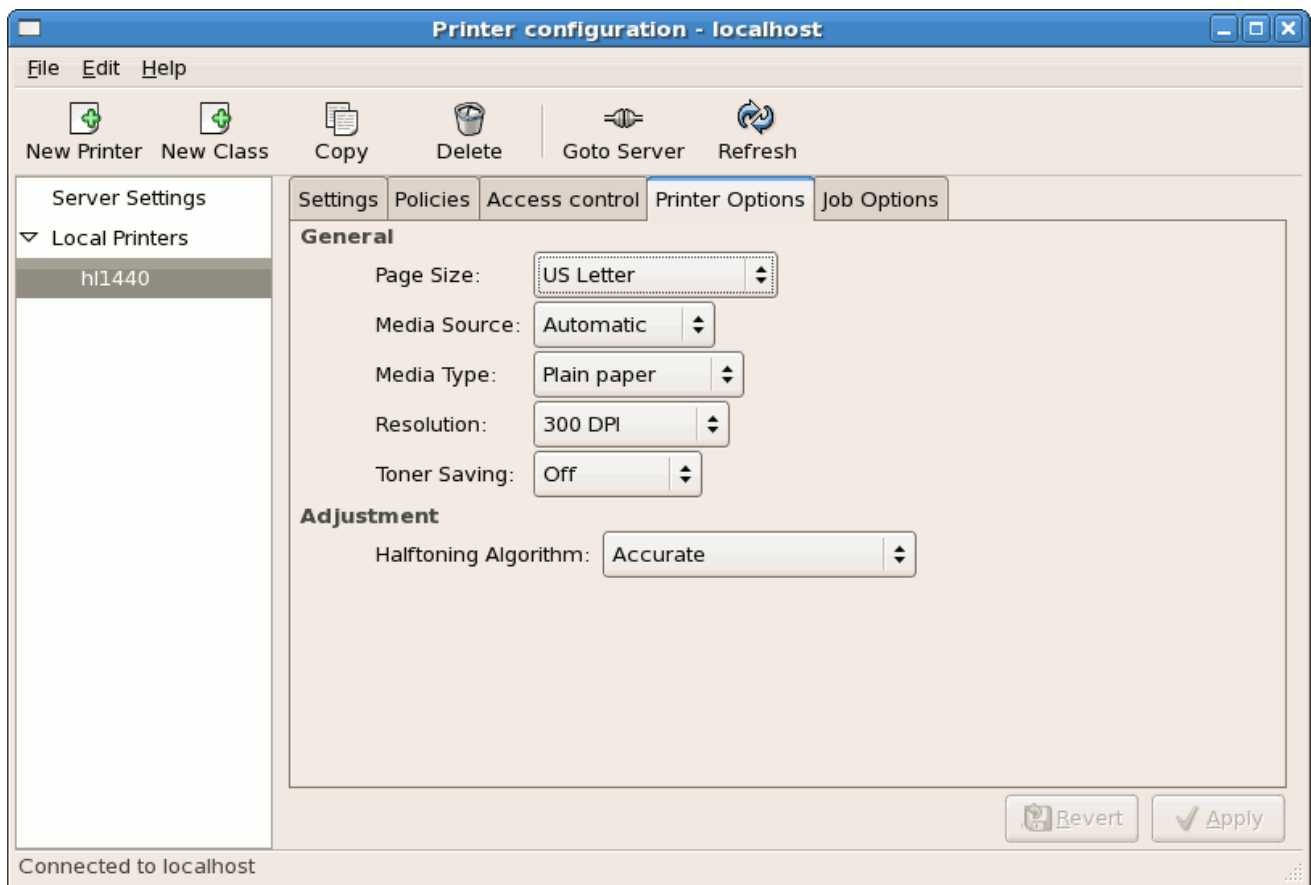 Printer configuration - localhost
File Edit Help
New Printer New Class Copy Delete Goto Server Refresh
Server Settings
Local Printers
hl1440
Settings Policies Access control Printer Options Job Options
General
Page Size: US Letter
Media Source: Automatic
Media Type: Plain paper
Resolution: 300 DPI
Toner Saving: Off
Adjustment
Halftoning Algorithm: Accurate
Revert Apply
Connected to localhost